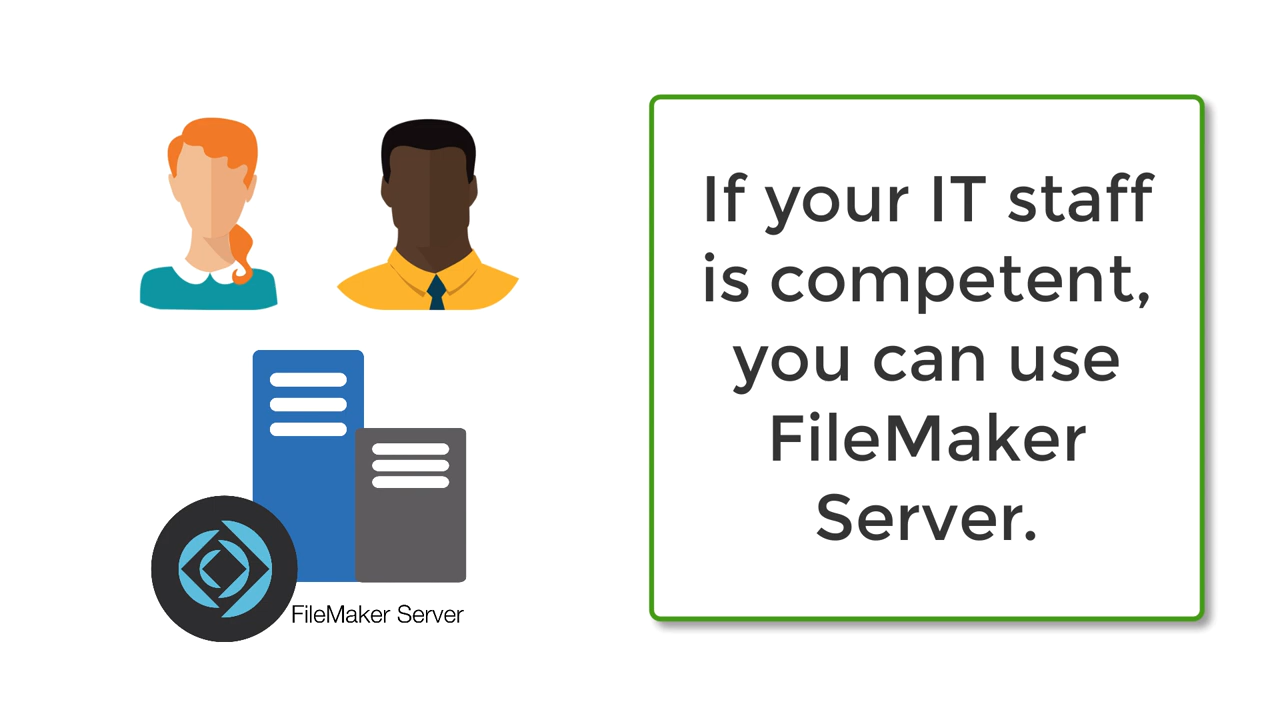 If your IT staff
is competent,
you can use
FileMaker
Server.
FileMaker Server